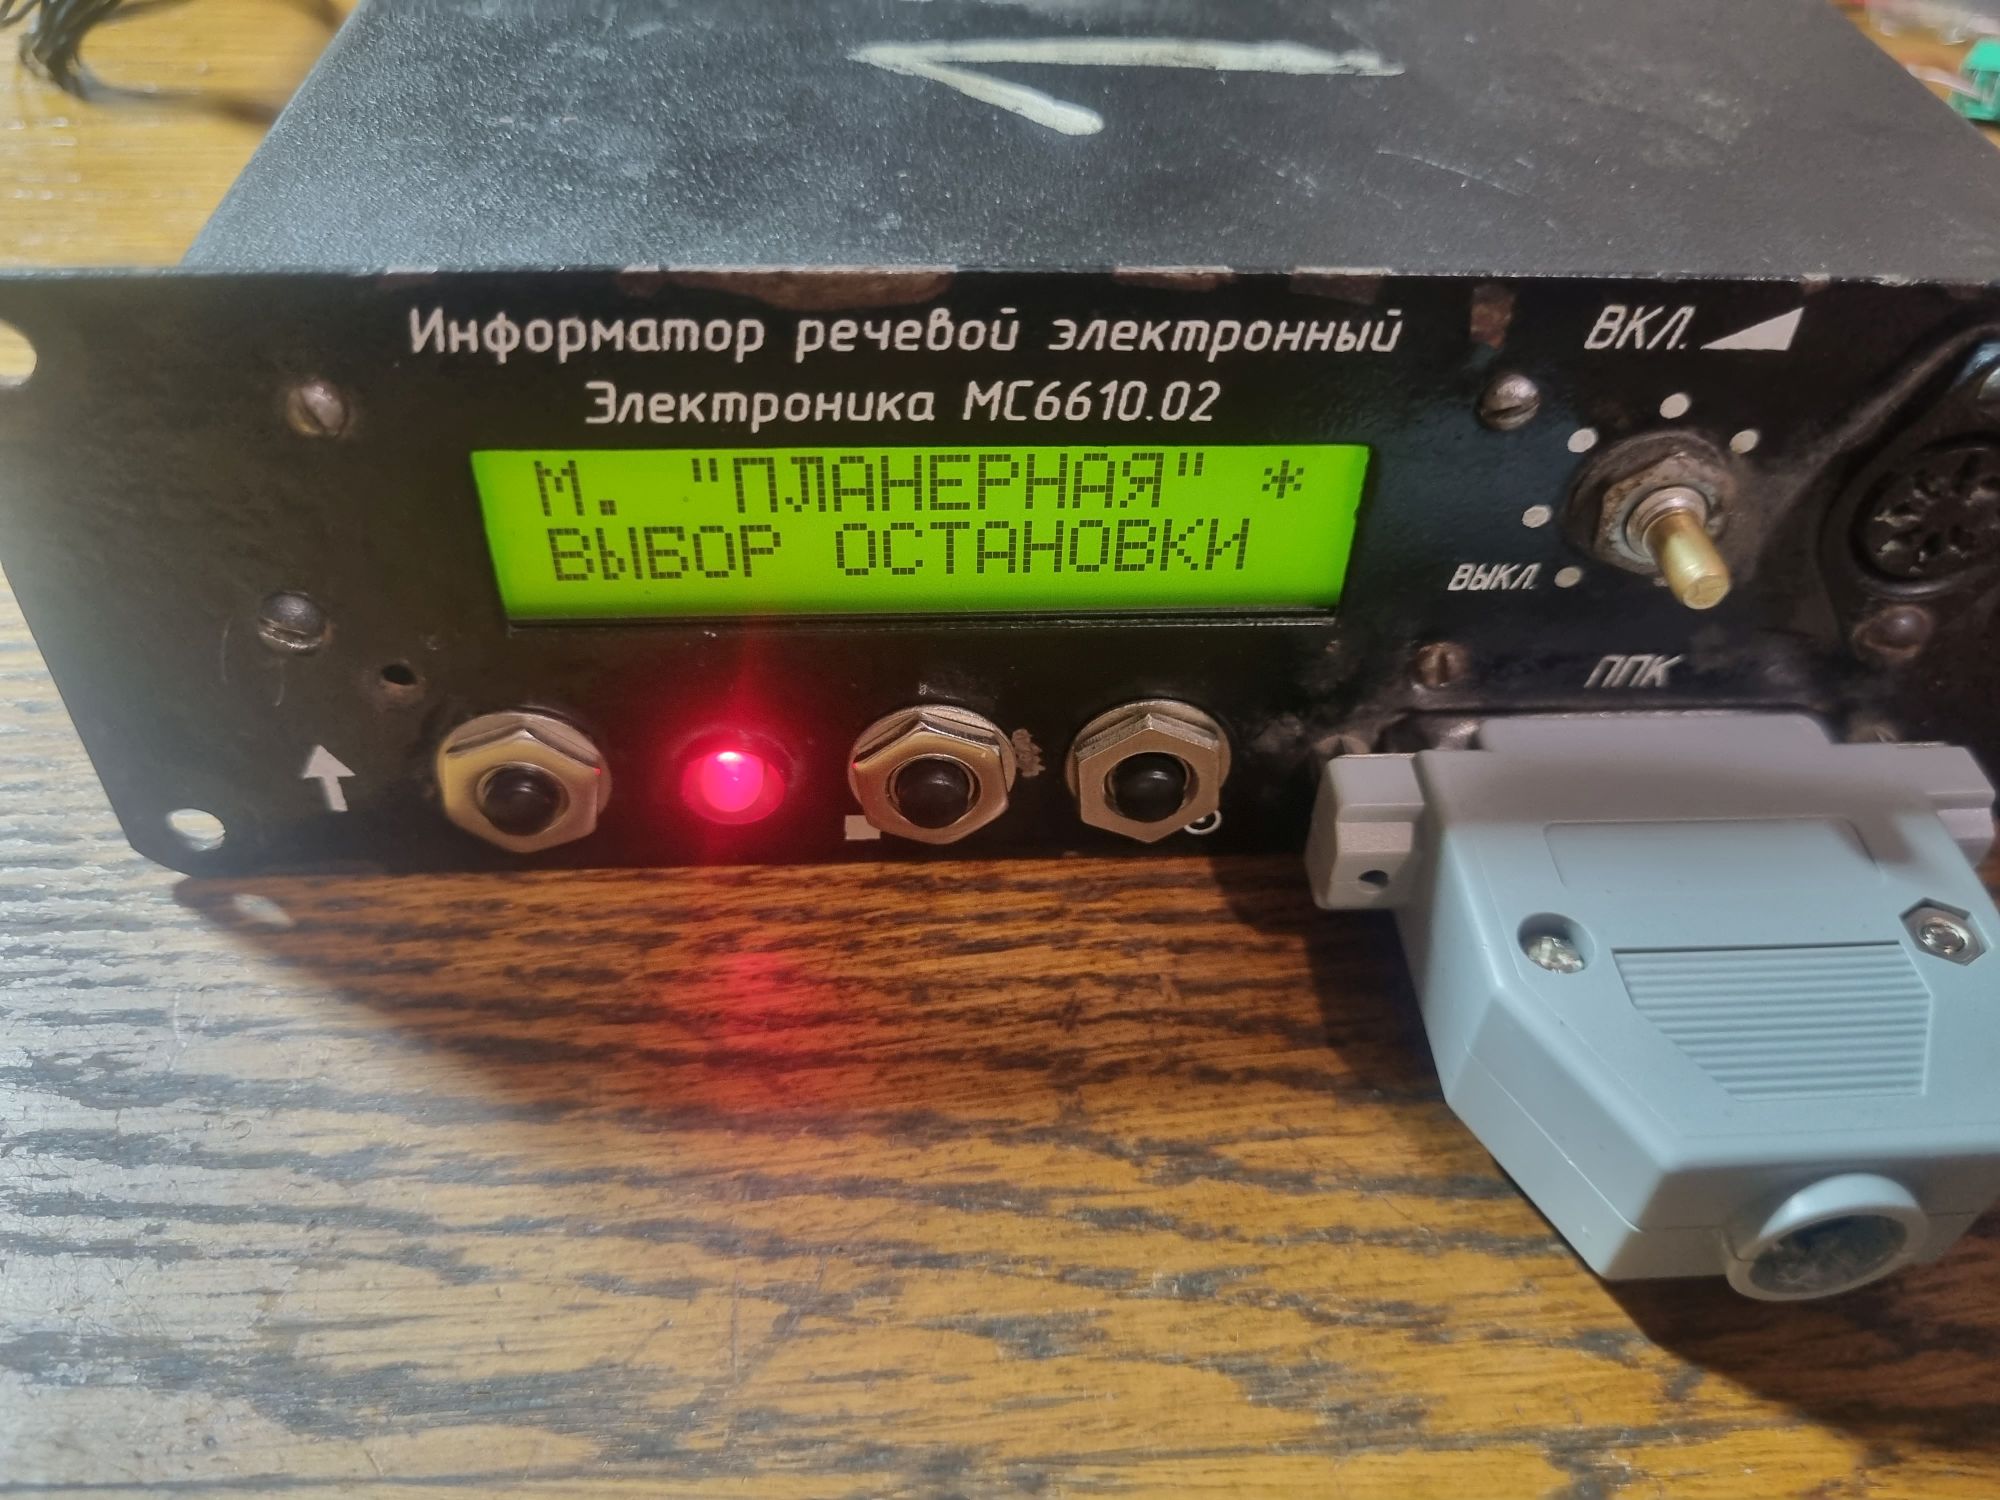 Информатор речевой электронный
Электроника МС6610.02
М. "ПЛАНЕРНАЯ" *
ВЫБОР ОСТАНОВКИ
ВКЛ.
ВЫКЛ.
ППК